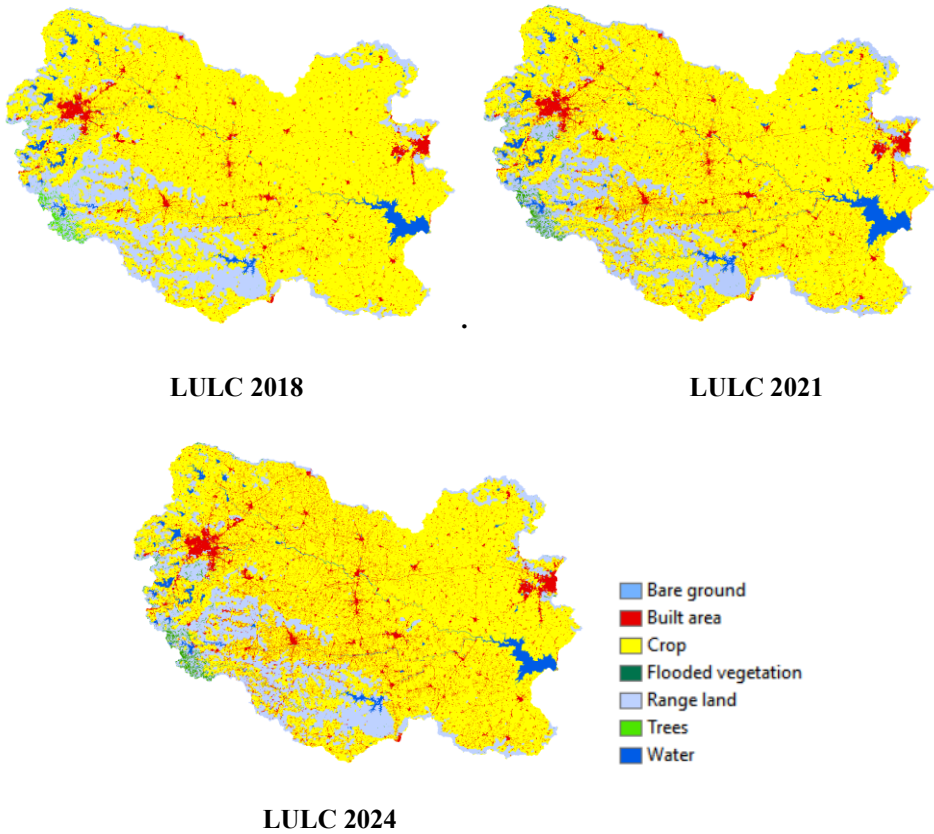 LULC 2018
LULC 2021
Bare ground
Built area
Crop
Flooded vegetation
Range land
Trees
Water
LULC 2024